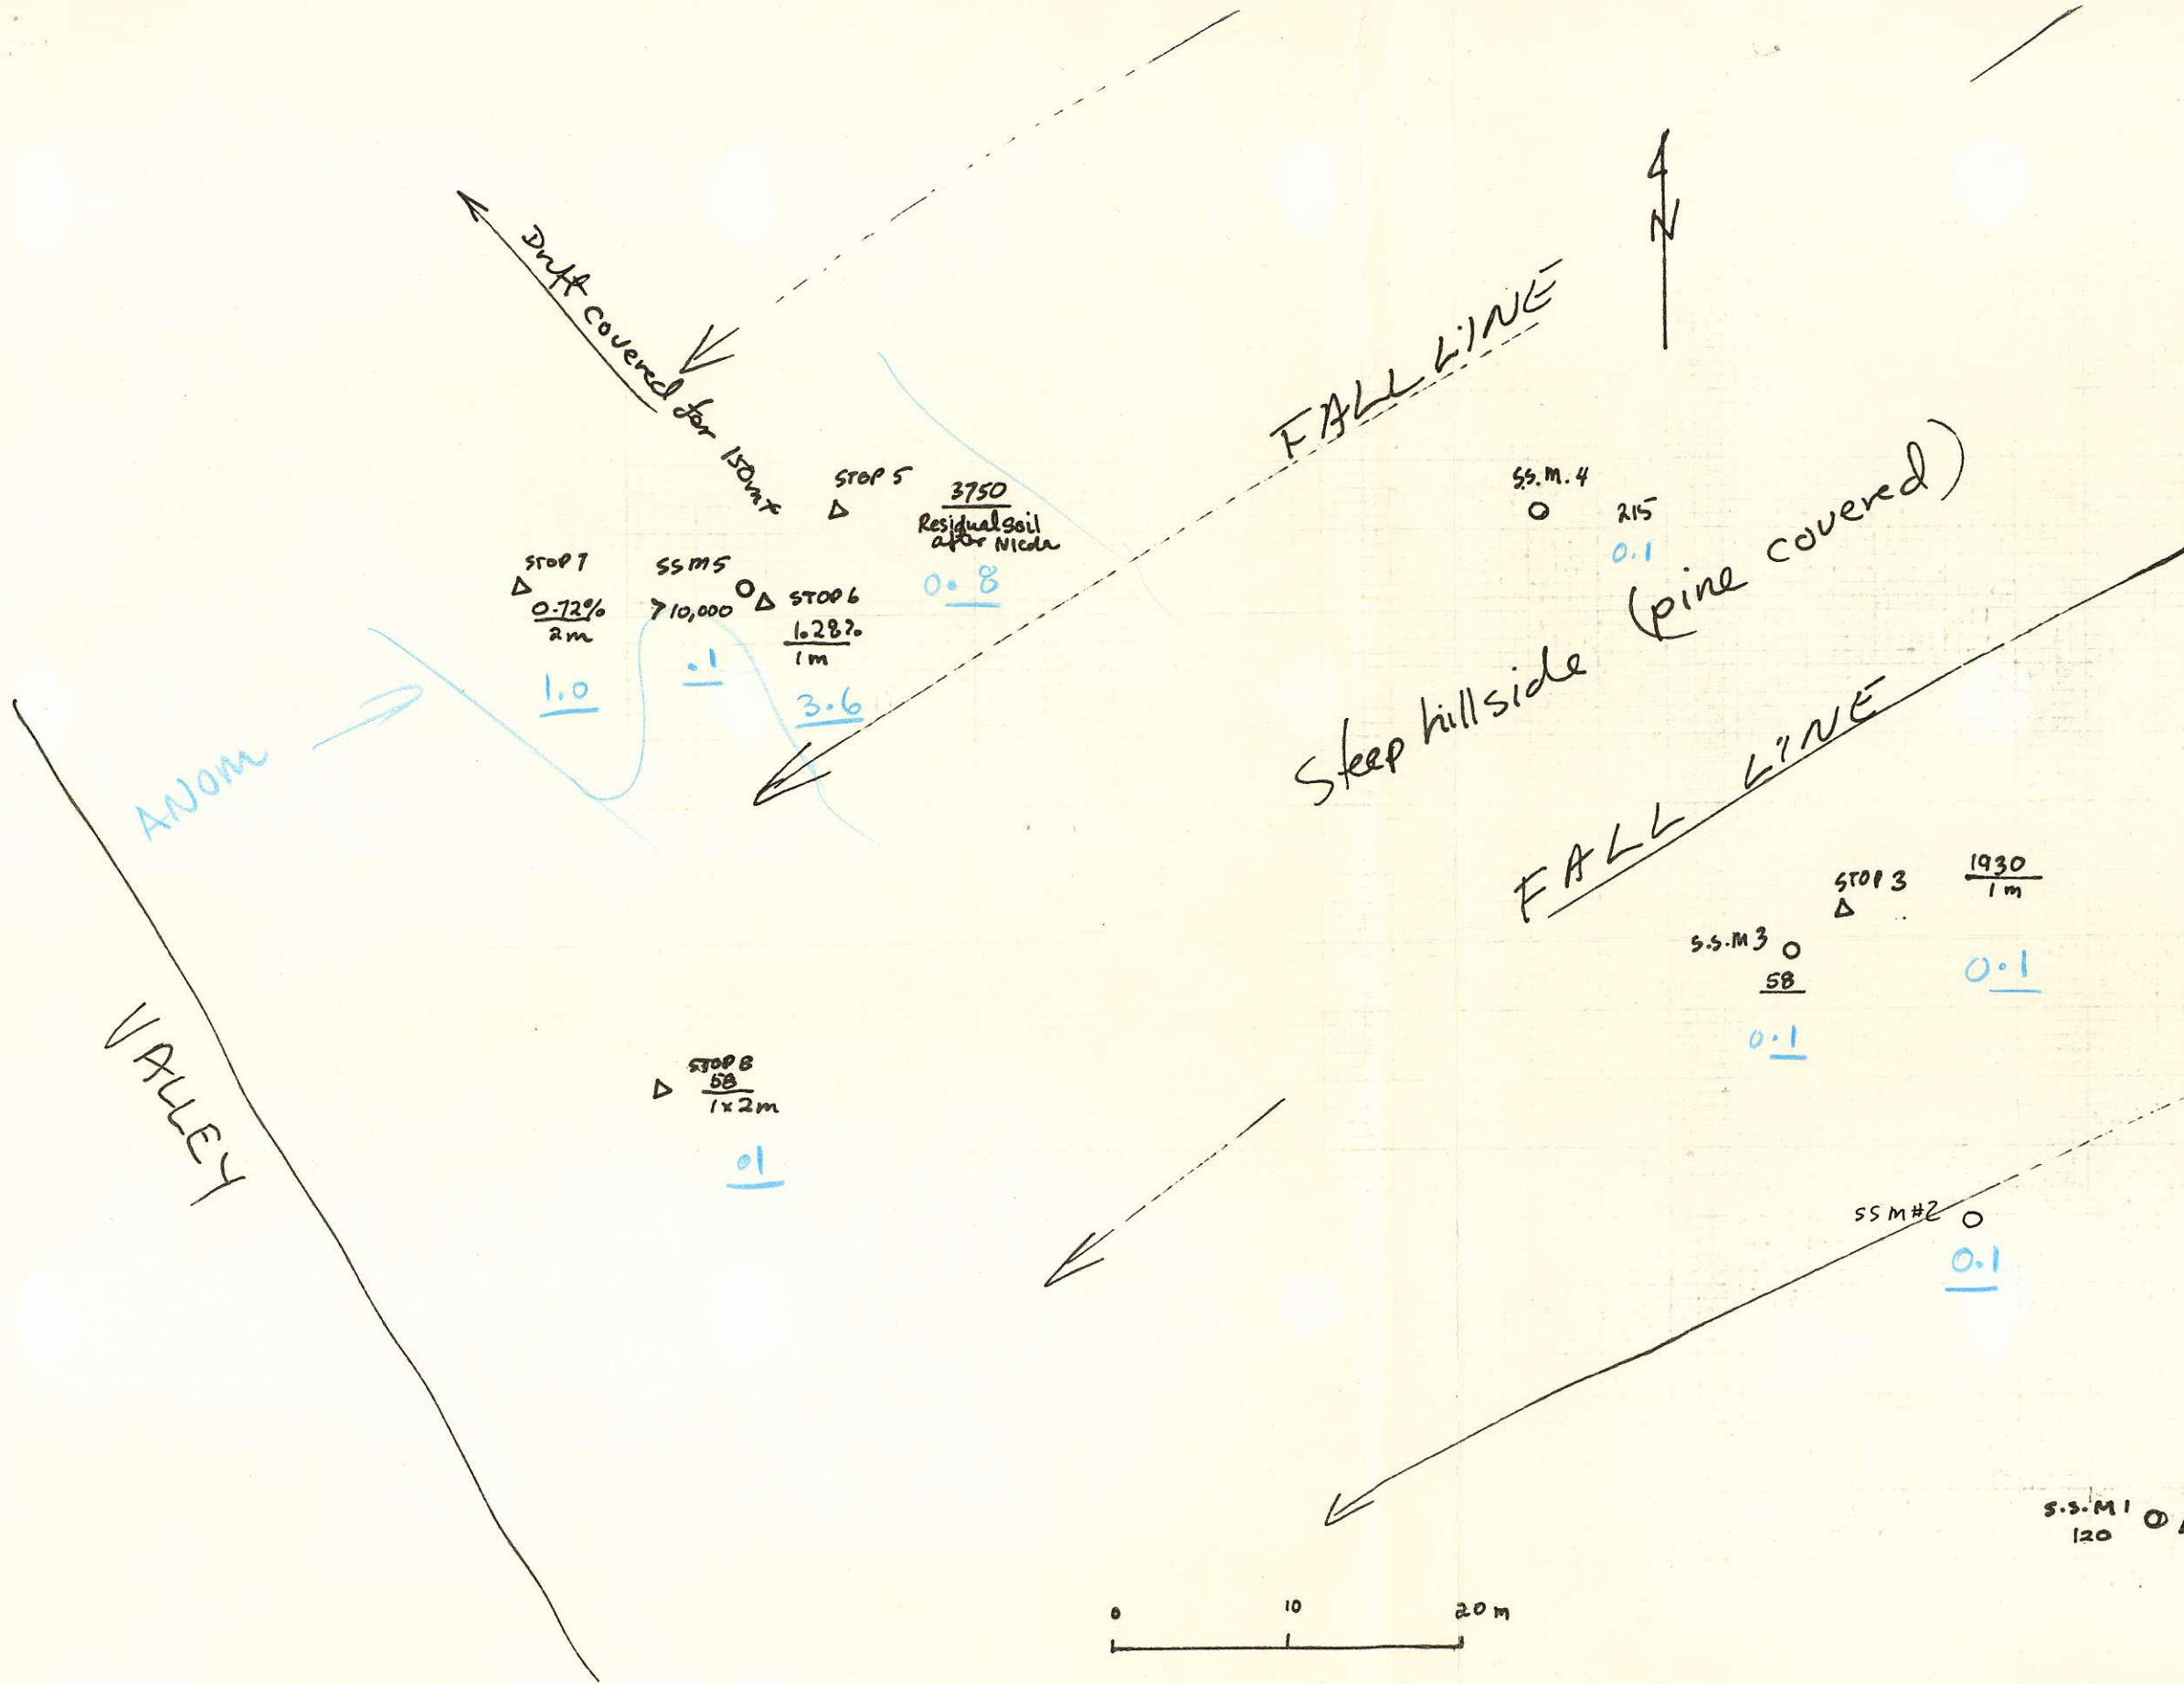 N
Drift covered for 150m+
FALL LINE
STOP 5
3750
Residual soil
after
s.s.m.4
215
0.1
Steep hillside (pine covered)
0.8
STOP 7
0.72%
2m
1.0
SSM5
>10,000
.1
STOP 6
1.28%
1m
3.6
ANOM
FALL LINE
STOP 3
1930
1m
0.1
s.s.M3
58
0.1
VALLEY
STOP 8
58
1x2m
.1
SSM#2
0.1
s.s.M1
120
0
10
20 m